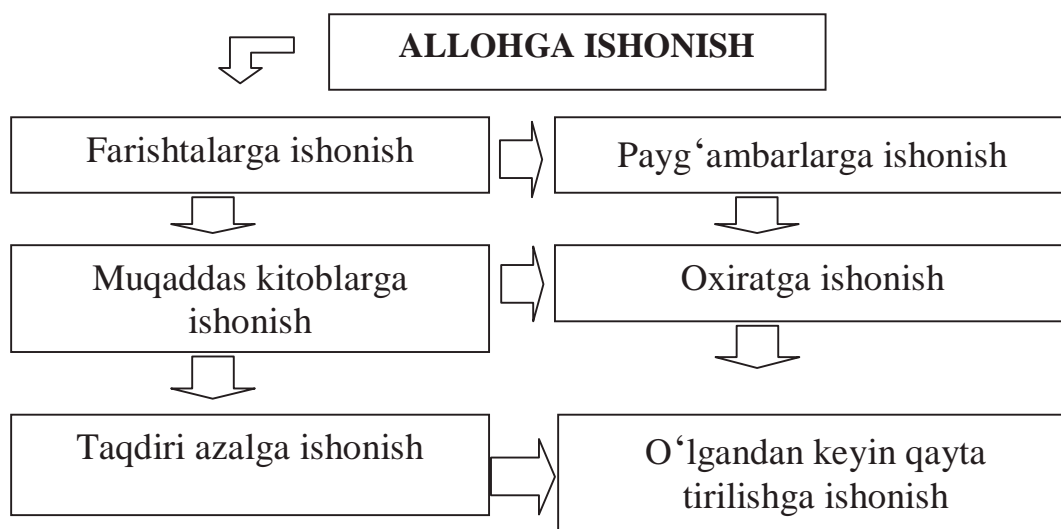 ALLOHGA ISHONISH
Farishtalarga ishonish
Payg‘ambarlarga ishonish
Muqaddas kitoblarga
ishonish
Oxiratga ishonish
Taqdiri azalga ishonish
O‘lgandan keyin qayta
tirilishga ishonish